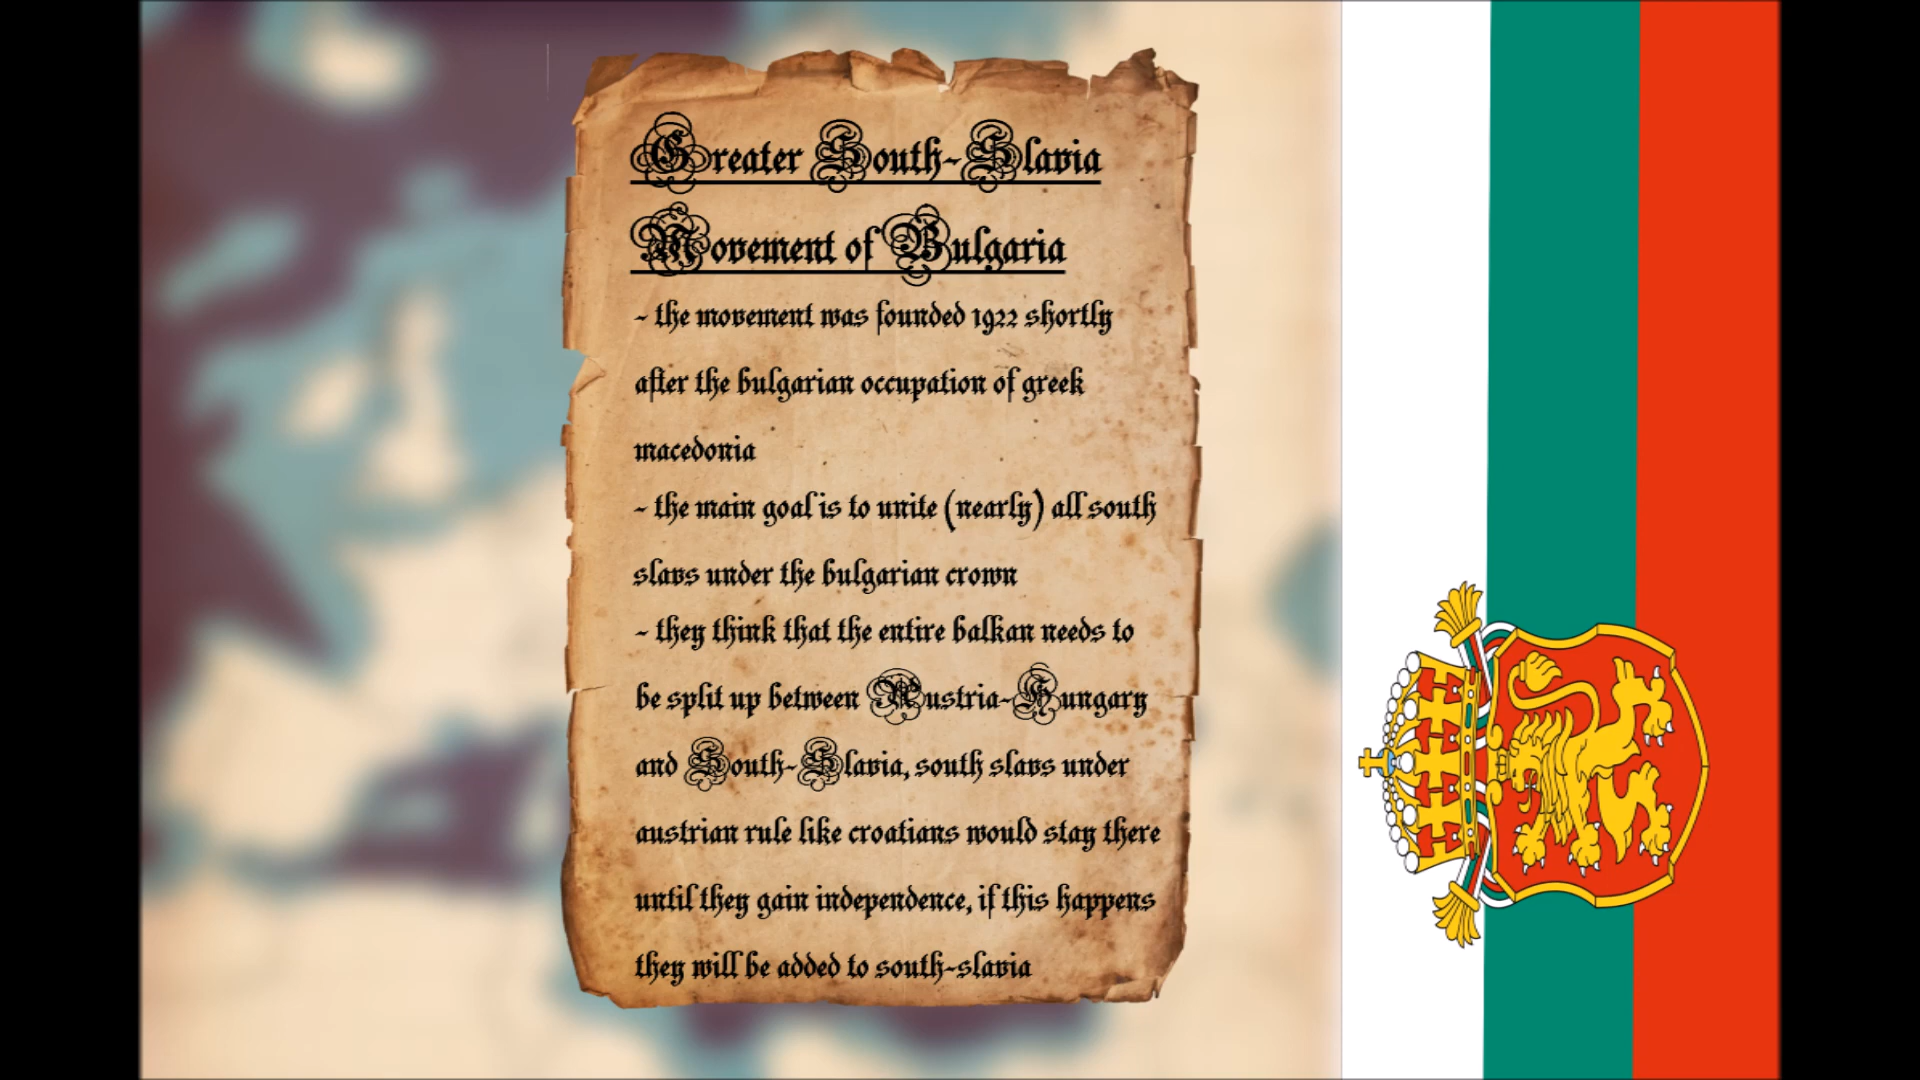 Greater South-Slavia
Movement of Bulgaria
- the movement was founded 1922 shortly
after the bulgarian occupation of greek
macedonia
- the main goal is to unite (nearly) all south
slavs under the bulgarian crown
- they think that the entire balkan needs to
be split up between Austria-Hungary
and South-Slavia, south slavs under
austrian rule like croatians would stay there
until they gain independence, if this happens
they will be added to south-slavia